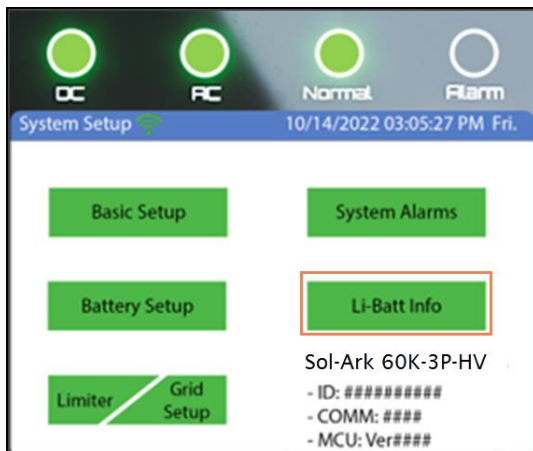 DC AC Normal Alarm
System Setup 10/14/2022 03:05:27 PM Fri.
Basic Setup System Alarms
Battery Setup Li-Batt Info
Limiter Grid Setup
Sol-Ark 60K-3P-HV
- ID: ##########
- COMM: ####
- MCU: Ver####